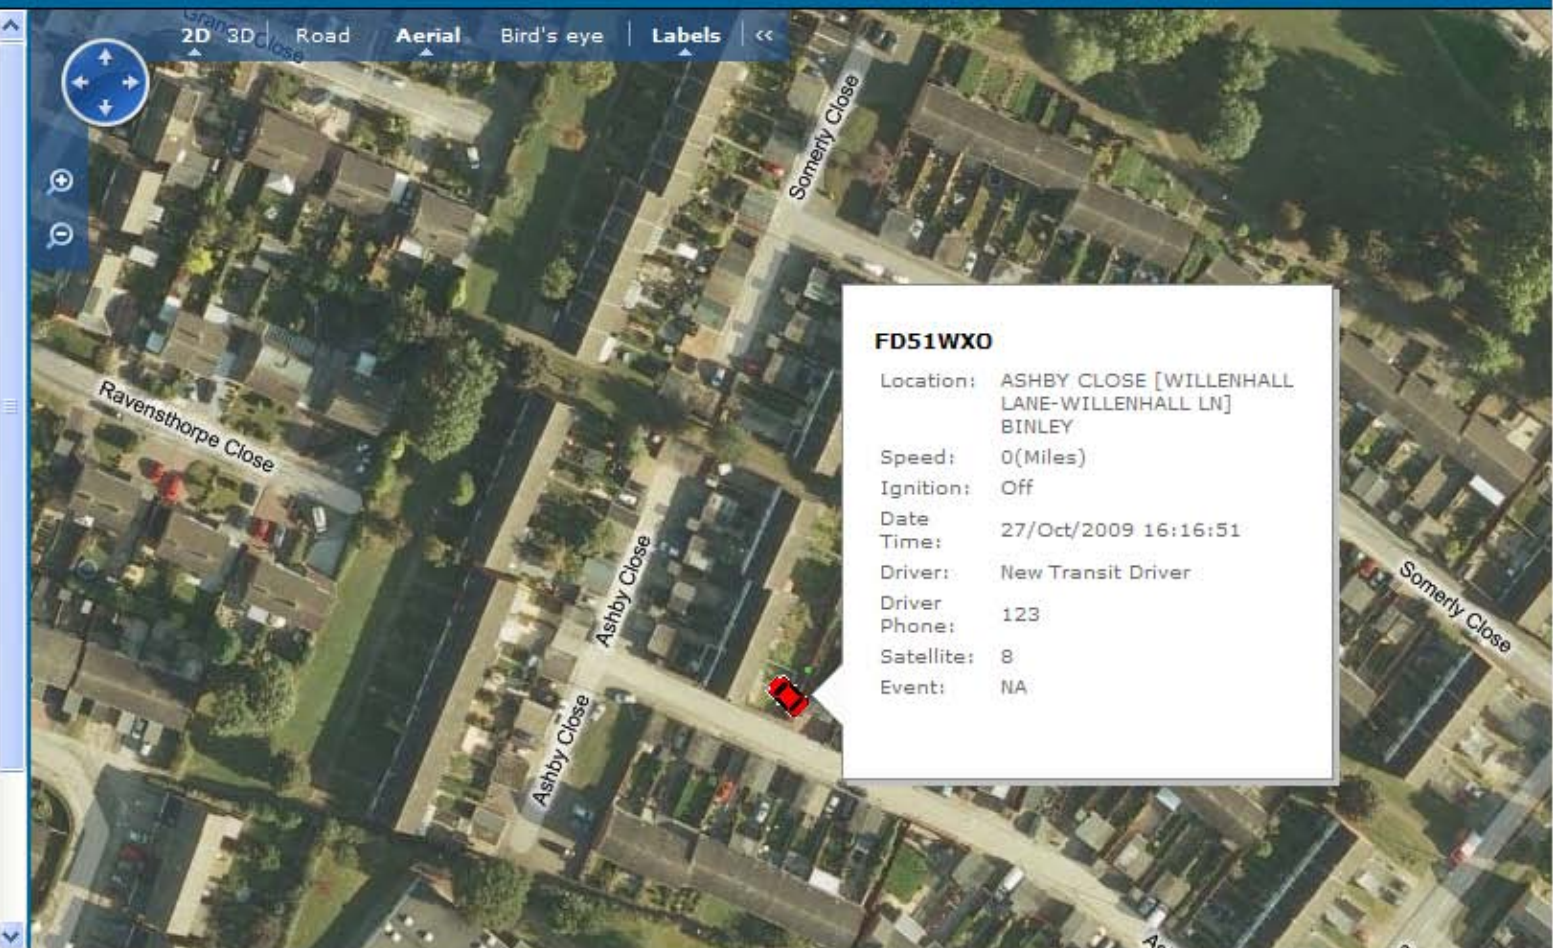 Grange Close
2D 3D Road Aerial Bird's eye Labels <<
Somerly Close
FD51WXO
Location: ASHBY CLOSE [WILLENHALL
LANE-WILLENHALL LN]
BINLEY
Speed: 0(Miles)
Ignition: Off
Date
Time: 27/Oct/2009 16:16:51
Driver: New Transit Driver
Driver
Phone: 123
Satellite: 8
Event: NA
Ravensthorpe Close
Ashby Close
Somerly Close
Ashby Close